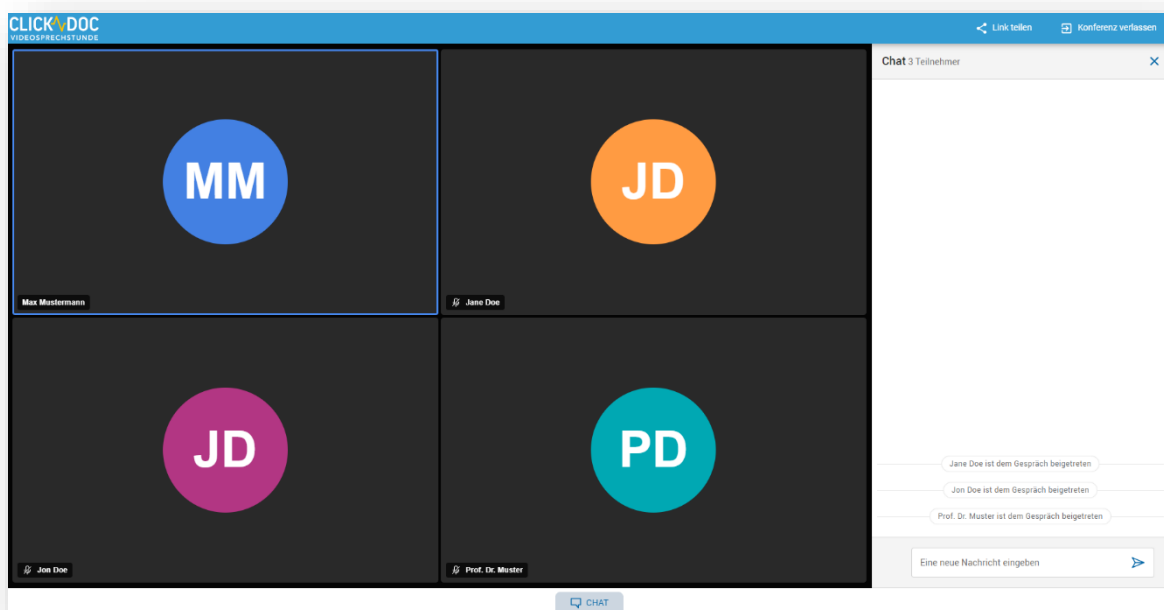 CLICKDOC
VIDEOSPRECHSTUNDE
Link teilen
Konferenz verlassen
MM
Max Mustermann
JD
Jane Doe
JD
Jon Doe
PD
Prof. Dr. Muster
Chat 3 Teilnehmer
Jane Doe ist dem Gespräch beigetreten
Jon Doe ist dem Gespräch beigetreten
Prof. Dr. Muster ist dem Gespräch beigetreten
Eine neue Nachricht eingeben
CHAT